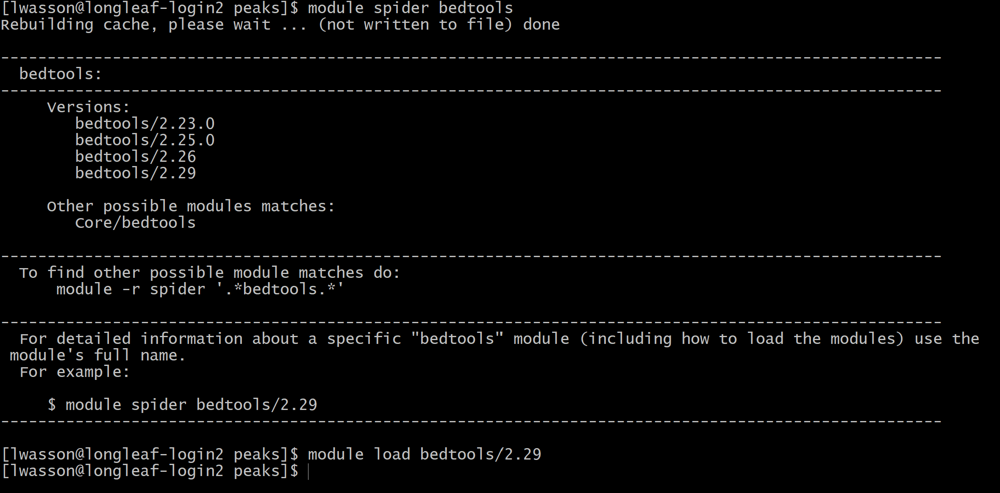 [lwasson@longleaf-login2 peaks]$ module spider bedtools
Rebuilding cache, please wait ... (not written to file) done
-----------------------------------------------------------------------------------------------------
  bedtools:
-----------------------------------------------------------------------------------------------------
     Versions:
        bedtools/2.23.0
        bedtools/2.25.0
        bedtools/2.26
        bedtools/2.29
     Other possible modules matches:
        Core/bedtools
-----------------------------------------------------------------------------------------------------
  To find other possible module matches do:
      module -r spider '.*bedtools.*'
-----------------------------------------------------------------------------------------------------
  For detailed information about a specific "bedtools" module (including how to load the modules) use the
 module's full name.
  For example:
     $ module spider bedtools/2.29
-----------------------------------------------------------------------------------------------------
[lwasson@longleaf-login2 peaks]$ module load bedtools/2.29
[lwasson@longleaf-login2 peaks]$